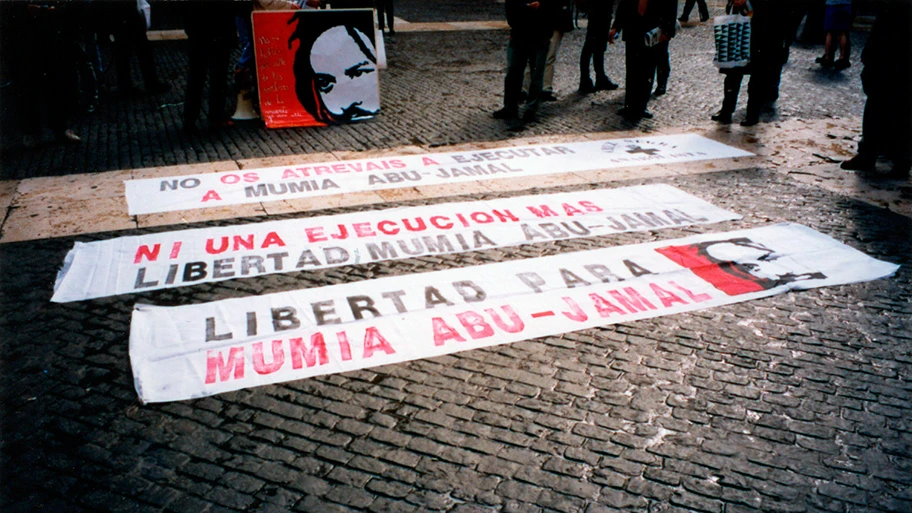 NO OS ATREVAIS A EJECUTAR
A MUMIA ABU-JAMAL
NI UNA EJECUCION MAS
LIBERTAD MUMIA ABU-JAMAL
LIBERTAD PARA
MUMIA ABU-JAMAL